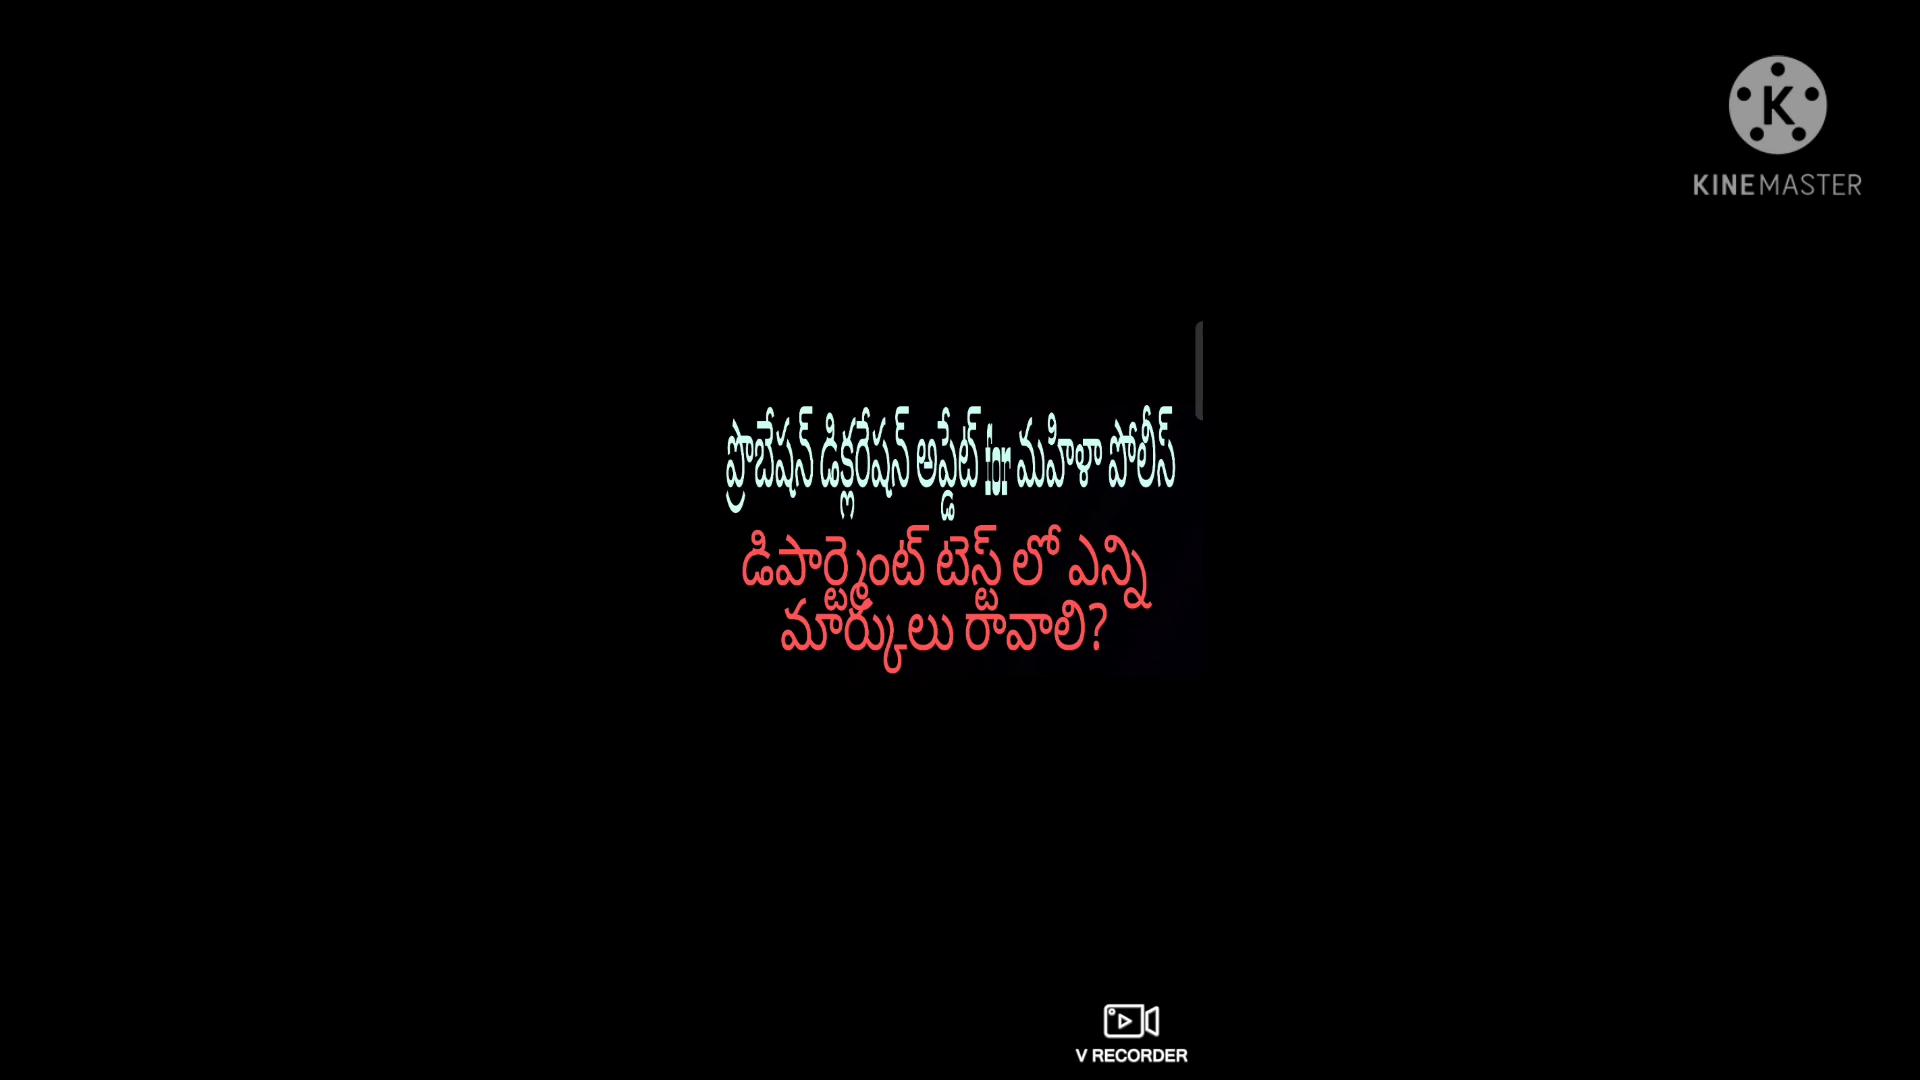 KINEMASTER
ప్రొబేషన్ డిక్లరేషన్ అప్డేట్ for మహిళా పోలీస్
డిపార్ట్మెంట్ టెస్ట్ లో ఎన్ని
మార్కులు రావాలి?
V RECORDER